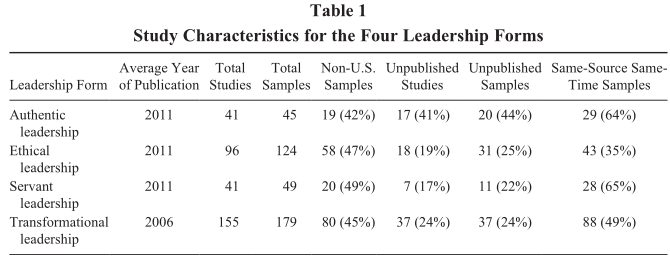 Table 1
Study Characteristics for the Four Leadership Forms
Average Year Total Total Non-U.S. Unpublished Unpublished Same-Source Same-
Leadership Form of Publication Studies Samples Samples Studies Samples Time Samples
Authentic 2011 41 45 19 (42%) 17 (41%) 20 (44%) 29 (64%)
leadership
Ethical 2011 96 124 58 (47%) 18 (19%) 31 (25%) 43 (35%)
leadership
Servant 2011 41 49 20 (49%) 7 (17%) 11 (22%) 28 (65%)
leadership
Transformational 2006 155 179 80 (45%) 37 (24%) 37 (24%) 88 (49%)
leadership